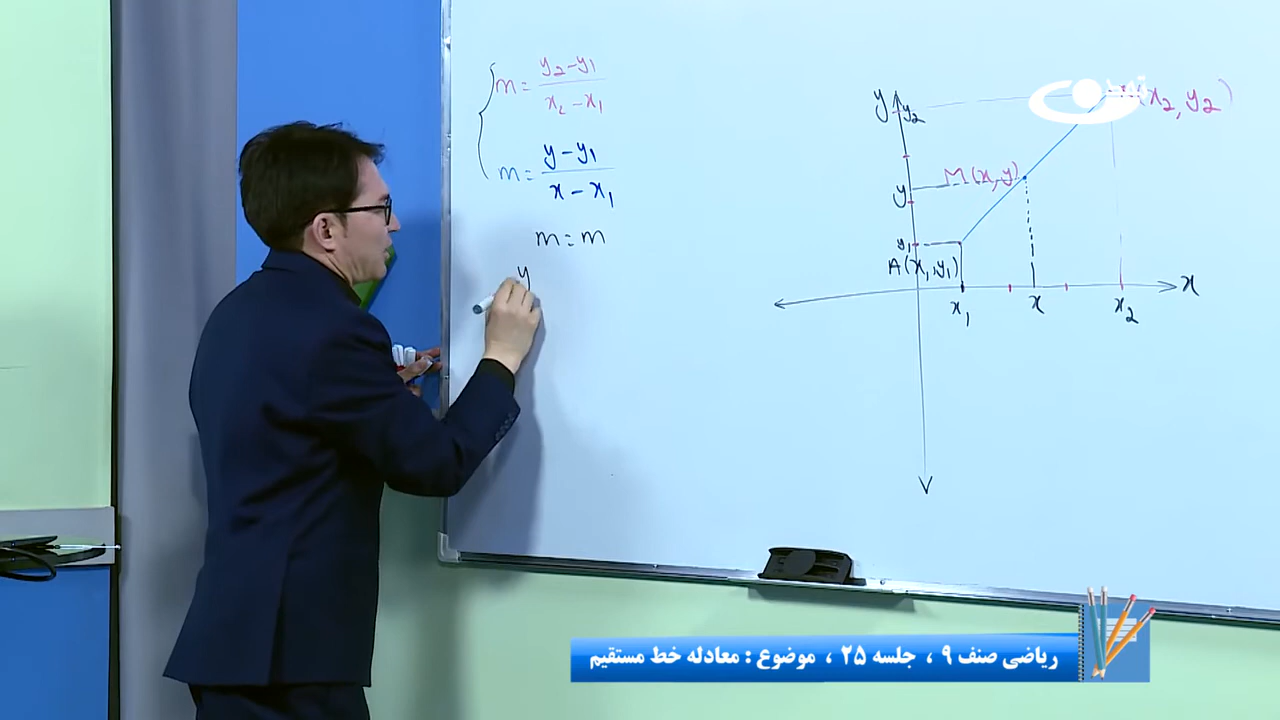 m = y₂-y₁ / x₂-x₁
m = y-y₁ / x-x₁
m = m
y
y
y₂
(x₂, y₂)
M(x,y)
y
y₁
A(x₁,y₁)
x
x₁
x
x₂
ریاضی صنف ۹ ، جلسه ۲۵ ، موضوع : معادله خط مستقیم